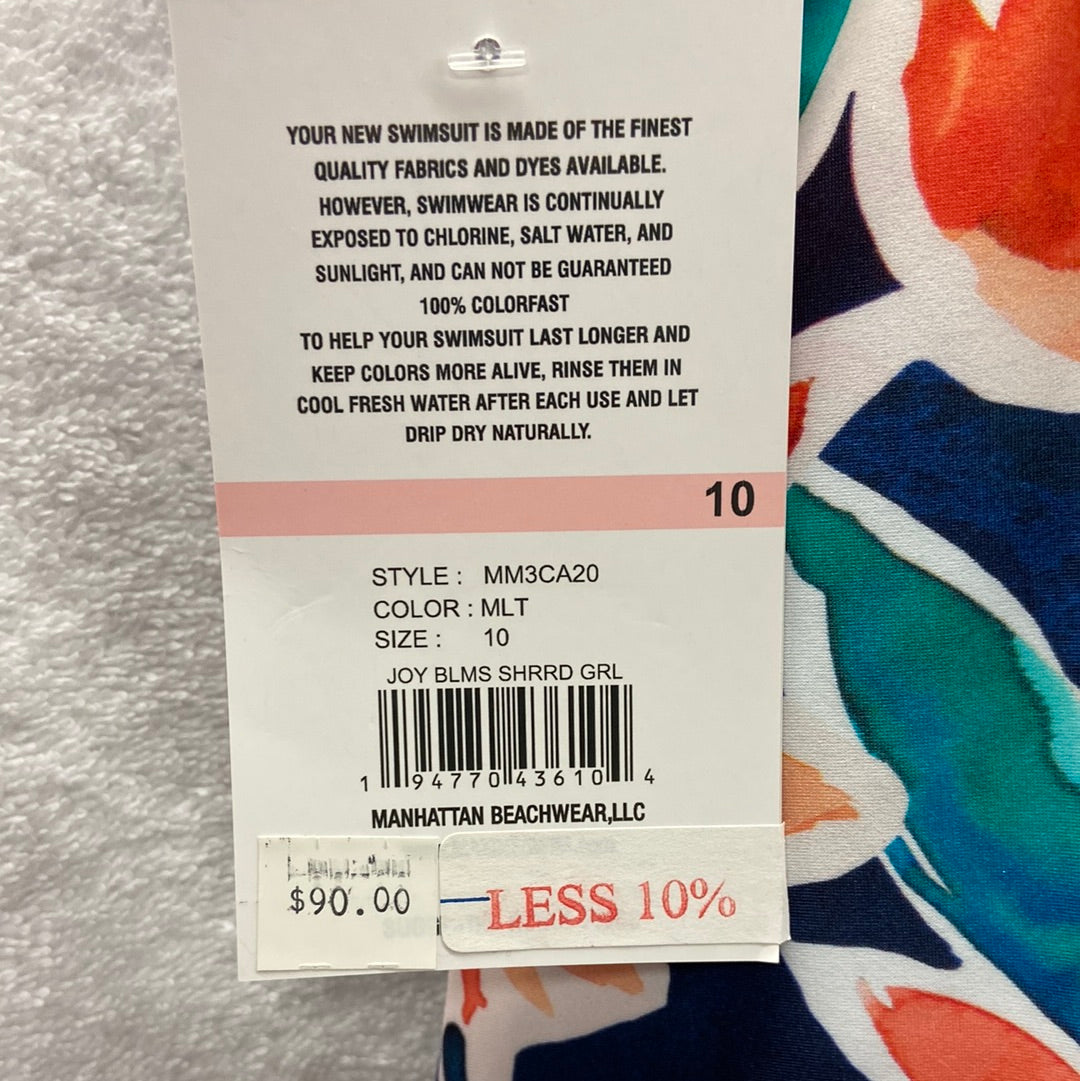 YOUR NEW SWIMSUIT IS MADE OF THE FINEST
QUALITY FABRICS AND DYES AVAILABLE.
HOWEVER, SWIMWEAR IS CONTINUALLY
EXPOSED TO CHLORINE, SALT WATER, AND
SUNLIGHT, AND CAN NOT BE GUARANTEED
100% COLORFAST
TO HELP YOUR SWIMSUIT LAST LONGER AND
KEEP COLORS MORE ALIVE, RINSE THEM IN
COOL FRESH WATER AFTER EACH USE AND LET
DRIP DRY NATURALLY.
10
STYLE : MM3CA20
COLOR : MLT
SIZE : 10
JOY BLMS SHRRD GRL
1 94770 43610 4
MANHATTAN BEACHWEAR,LLC
$90.00
LESS 10%